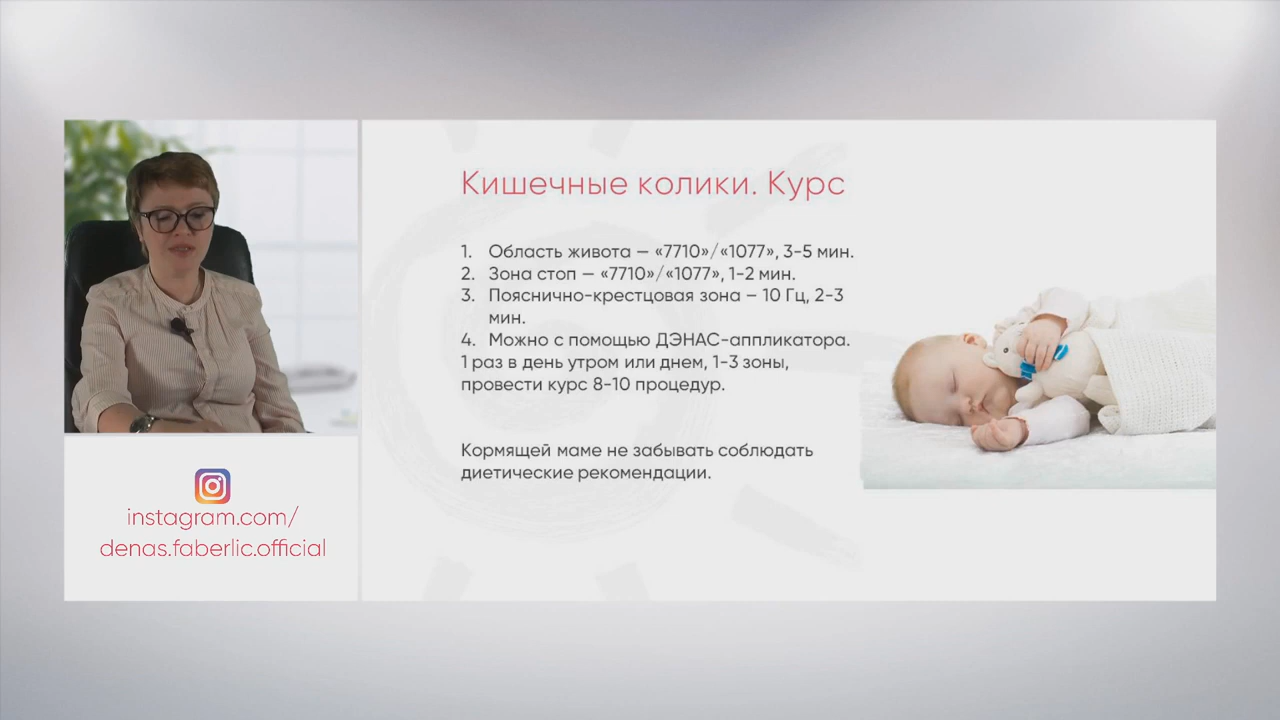 Кишечные колики. Курс
1. Область живота – «7710»/«1077», 3-5 мин.
2. Зона стоп – «7710»/«1077», 1-2 мин.
3. Пояснично-крестцовая зона – 10 Гц, 2-3
мин.
4. Можно с помощью ДЭНАС-аппликатора.
1 раз в день утром или днем, 1-3 зоны,
провести курс 8-10 процедур.
Кормящей маме не забывать соблюдать
диетические рекомендации.
instagram.com/
denas.faberlic.official